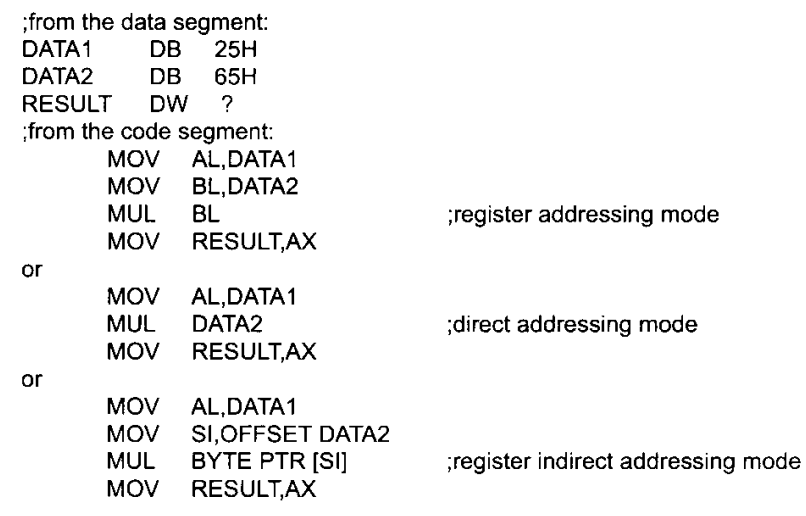 ;from the data segment:
DATA1 DB 25H
DATA2 DB 65H
RESULT DW ?
;from the code segment:
MOV AL,DATA1
MOV BL,DATA2
MUL BL ;register addressing mode
MOV RESULT,AX
or
MOV AL,DATA1
MUL DATA2 ;direct addressing mode
MOV RESULT,AX
or
MOV AL,DATA1
MOV SI,OFFSET DATA2
MUL BYTE PTR [SI] ;register indirect addressing mode
MOV RESULT,AX